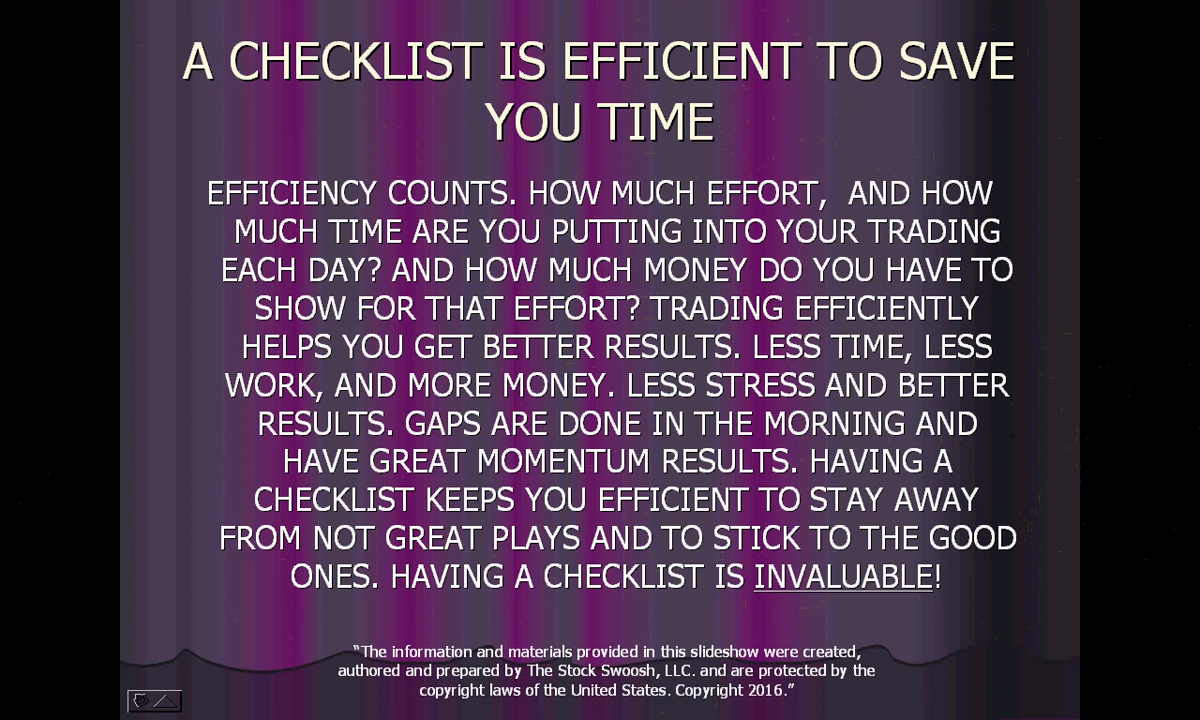 A CHECKLIST IS EFFICIENT TO SAVE
YOU TIME
EFFICIENCY COUNTS. HOW MUCH EFFORT,  AND HOW
MUCH TIME ARE YOU PUTTING INTO YOUR TRADING
EACH DAY? AND HOW MUCH MONEY DO YOU HAVE TO
SHOW FOR THAT EFFORT? TRADING EFFICIENTLY
HELPS YOU GET BETTER RESULTS. LESS TIME, LESS
WORK, AND MORE MONEY. LESS STRESS AND BETTER
RESULTS. GAPS ARE DONE IN THE MORNING AND
HAVE GREAT MOMENTUM RESULTS. HAVING A
CHECKLIST KEEPS YOU EFFICIENT TO STAY AWAY
FROM NOT GREAT PLAYS AND TO STICK TO THE GOOD
ONES. HAVING A CHECKLIST IS INVALUABLE!
“The information and materials provided in this slideshow were created,
authored and prepared by The Stock Swoosh, LLC. and are protected by the
copyright laws of the United States. Copyright 2016.”